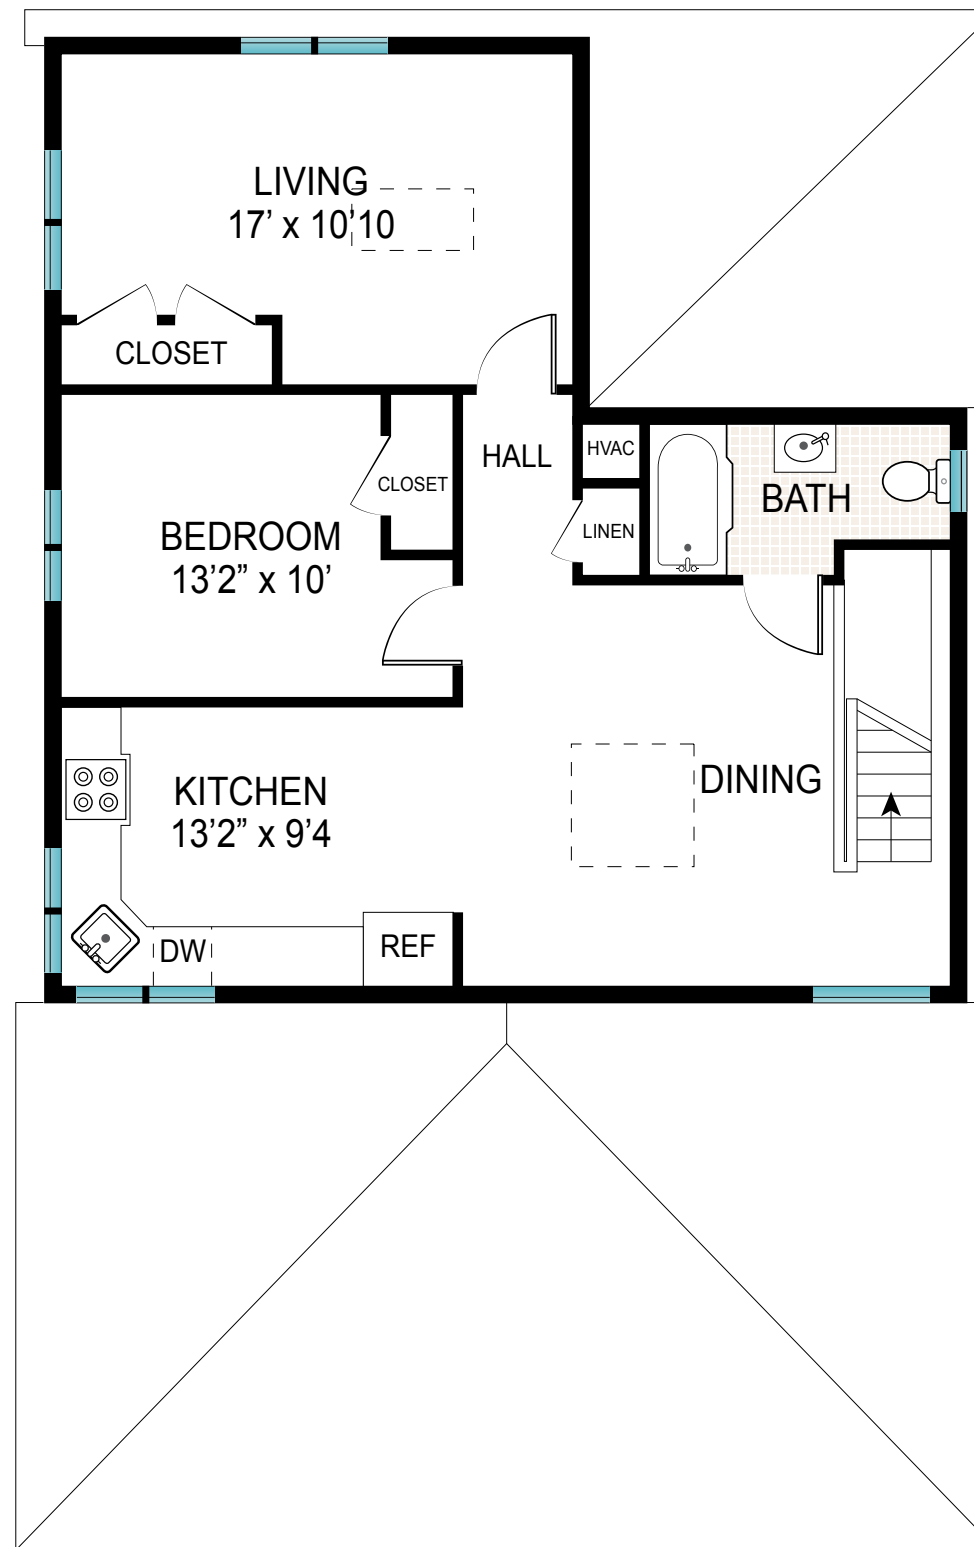 LIVING
17’ x 10’10
CLOSET
HALL
HVAC
CLOSET
LINEN
BATH
BEDROOM
13’2” x 10’
DINING
KITCHEN
13’2” x 9’4
DW
REF